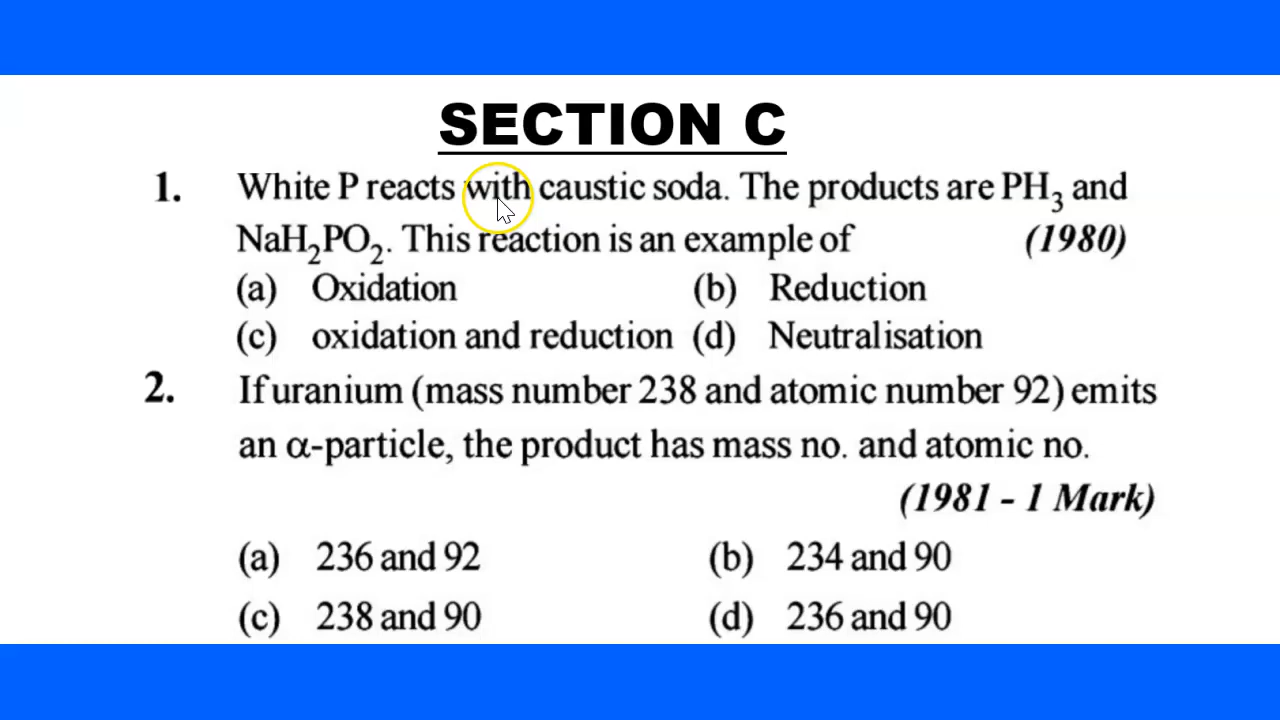 SECTION C
1. White P reacts with caustic soda. The products are PH₃ and
NaH₂PO₂. This reaction is an example of (1980)
(a) Oxidation (b) Reduction
(c) oxidation and reduction (d) Neutralisation
2. If uranium (mass number 238 and atomic number 92) emits
an α-particle, the product has mass no. and atomic no.
(1981 - 1 Mark)
(a) 236 and 92 (b) 234 and 90
(c) 238 and 90 (d) 236 and 90